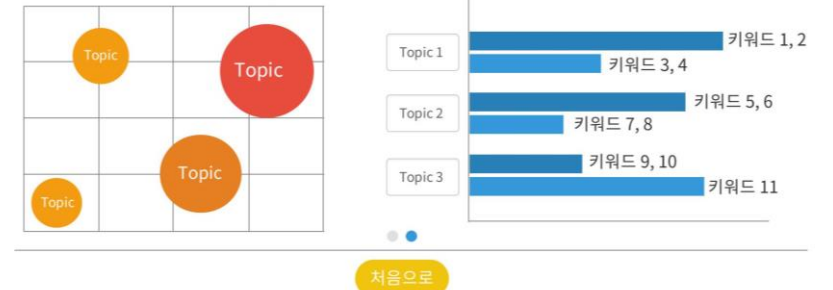 Topic
Topic
Topic
Topic
Topic 1
키워드 1, 2
키워드 3, 4
Topic 2
키워드 5, 6
키워드 7, 8
Topic 3
키워드 9, 10
키워드 11
처음으로